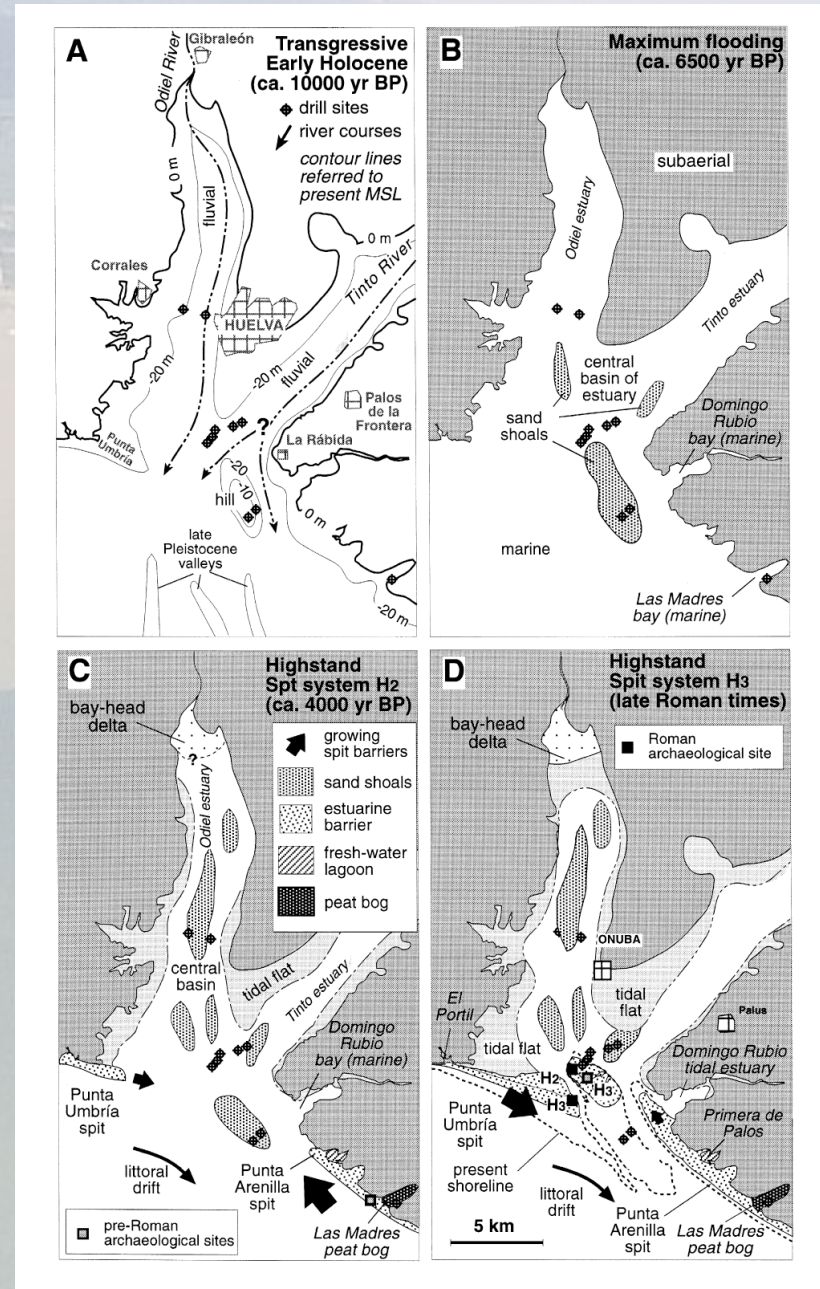 A
Gibraleón
Odiel River
Transgressive
Early Holocene
(ca. 10000 yr BP)
drill sites
river courses
contour lines
referred to
present MSL
0 m
fluvial
0 m
Tinto River
Corrales
HUELVA
-20 m
-20 m
fluvial
Palos
de la
Frontera
?
La Rábida
Punta
Umbría
-20
-10
hill
0 m
late
Pleistocene
valleys
-20 m
B
Maximum flooding
(ca. 6500 yr BP)
subaerial
Odiel estuary
Tinto estuary
central
basin of
estuary
sand
shoals
Domingo
Rubio
bay (marine)
marine
Las Madres
bay (marine)
C
Highstand
Spt system H2
(ca. 4000 yr BP)
bay-head
delta
?
Odiel estuary
growing
spit barriers
sand shoals
estuarine
barrier
fresh-water
lagoon
peat bog
central
basin
tidal flat
Tinto estuary
Domingo
Rubio
bay (marine)
Punta
Umbría
spit
littoral
drift
Punta
Arenilla
spit
Las Madres
peat bog
pre-Roman
archaeological sites
D
Highstand
Spit system H3
(late Roman times)
bay-head
delta
Roman
archaeological site
ONUBA
tidal
flat
El
Portil
Palus
tidal flat
Domingo Rubio
tidal estuary
H2
H3
H3
Punta
Umbría
spit
Primera de
Palos
present
shoreline
littoral
drift
5 km
Punta
Arenilla
spit
Las Madres
peat bog